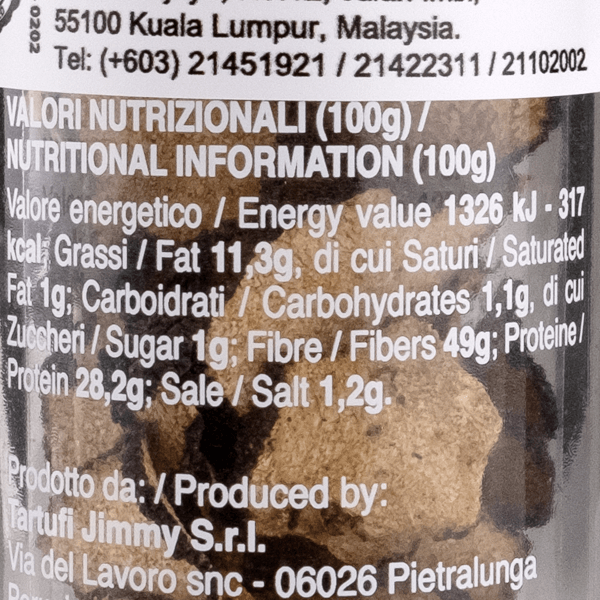 55100 Kuala Lumpur, Malaysia.
Tel: (+603) 21451921 / 21422311 / 21102002
VALORI NUTRIZIONALI (100g) /
NUTRITIONAL INFORMATION (100g)
Valore energetico / Energy value 1326 kJ - 317
kcal; Grassi / Fat 11,3g, di cui Saturi / Saturated
Fat 1g; Carboidrati / Carbohydrates 1,1g, di cui
Zuccheri / Sugar 1g; Fibre / Fibers 49g; Proteine /
Protein 28,2g; Sale / Salt 1,2g.
Prodotto da: / Produced by:
Tartufi Jimmy S.r.l.
Via del Lavoro snc - 06026 Pietralunga